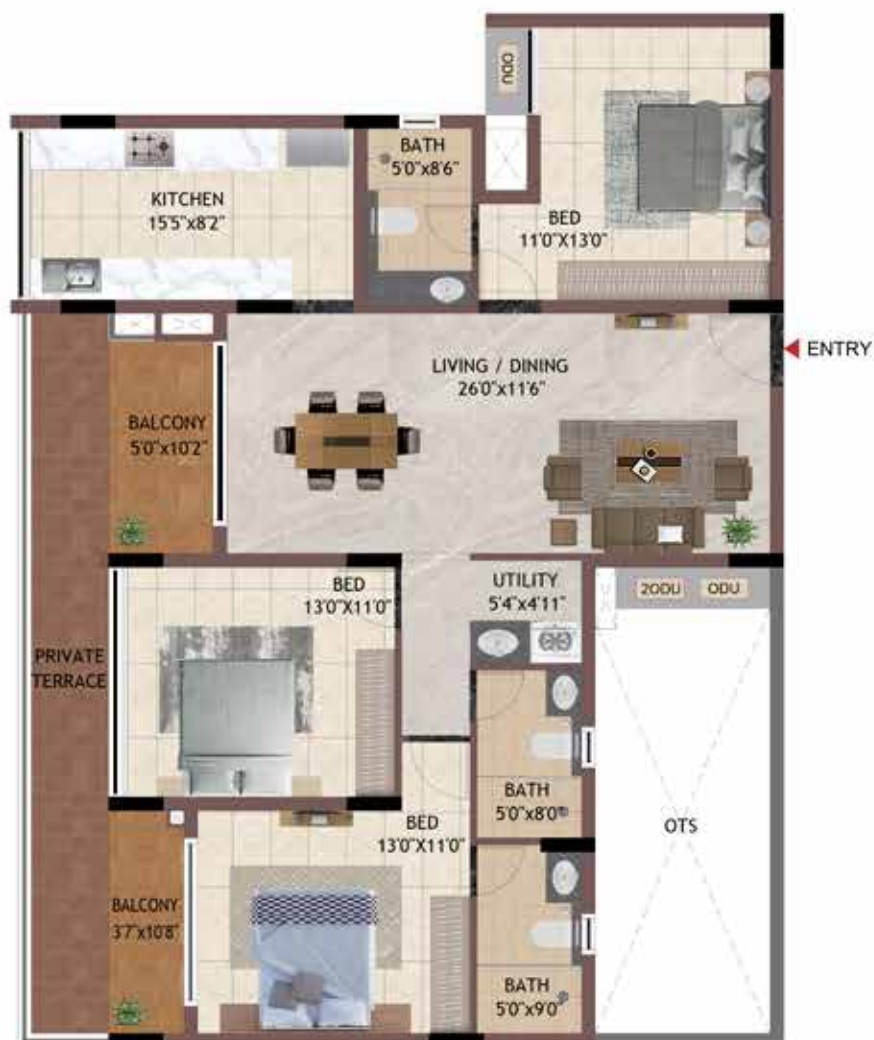 ODU
BATH
5'0"x8'6"
KITCHEN
15'5"x8'2"
BED
11'0"X13'0"
ENTRY
LIVING / DINING
26'0"x11'6"
BALCONY
5'0"x10'2"
BED
13'0"X11'0"
UTILITY
5'4"x4'11"
2ODU
ODU
PRIVATE
TERRACE
BATH
5'0"x8'0"
OTS
BED
13'0"X11'0"
BALCONY
3'7"x10'8"
BATH
5'0"x9'0"